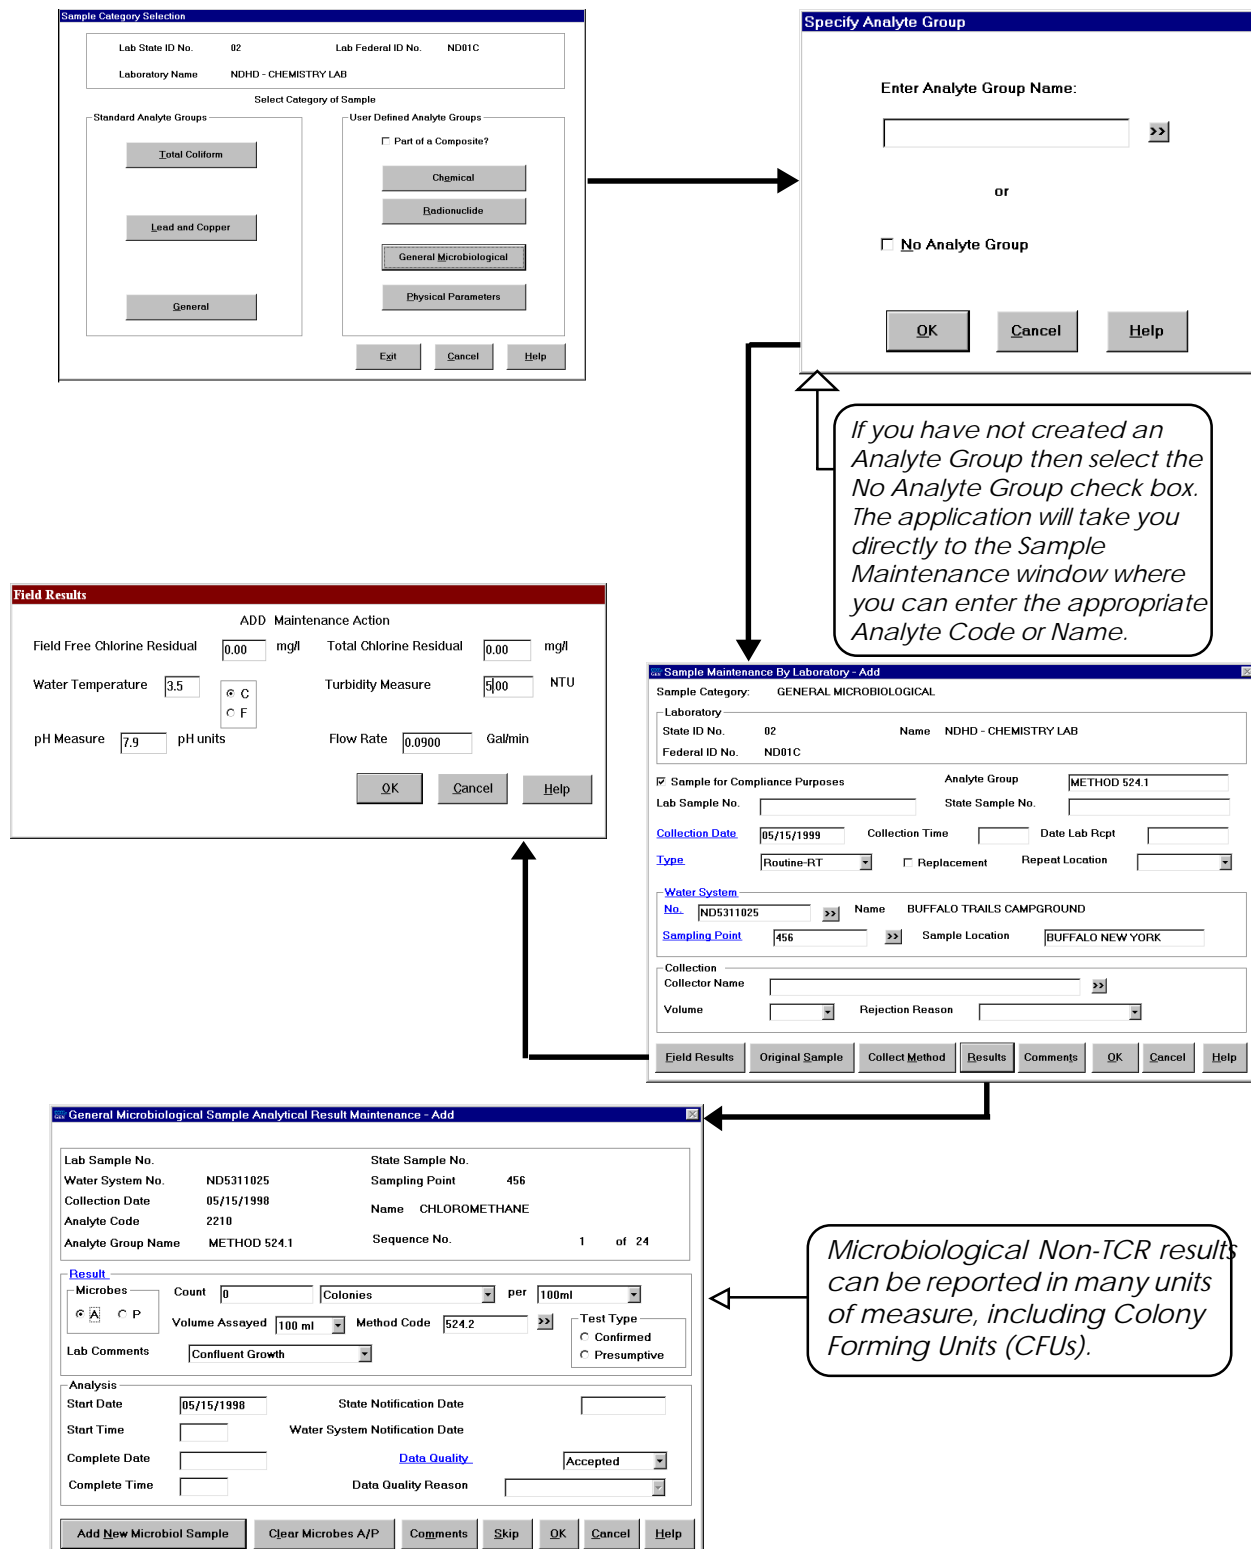 Sample Category Selection
Lab State ID No. 02 Lab Federal ID No. ND01C
Laboratory Name NDHD - CHEMISTRY LAB
Select Category of Sample
Standard Analyte Groups
Total Coliform
Lead and Copper
General
User Defined Analyte Groups
Part of a Composite?
Chemical
Radionuclide
General Microbiological
Physical Parameters
Exit Cancel Help
Specify Analyte Group
Enter Analyte Group Name:
>>
or
No Analyte Group
OK Cancel Help
If you have not created an
Analyte Group then select the
No Analyte Group check box.
The application will take you
directly to the Sample
Maintenance window where
you can enter the appropriate
Analyte Code or Name.
Field Results
ADD Maintenance Action
Field Free Chlorine Residual 0.00 mg/l Total Chlorine Residual 0.00 mg/l
Water Temperature 3.5 C Turbidity Measure 5.00 NTU
F
pH Measure 7.9 pH units Flow Rate 0.0900 Gal/min
OK Cancel Help
Sample Maintenance By Laboratory - Add
Sample Category: GENERAL MICROBIOLOGICAL
Laboratory
State ID No. 02 Name NDHD - CHEMISTRY LAB
Federal ID No. ND01C
Sample for Compliance Purposes Analyte Group METHOD 524.1
Lab Sample No. State Sample No.
Collection Date 05/15/1999 Collection Time Date Lab Rcpt
Type Routine-RT Replacement Repeat Location
Water System
No. ND5311025 >> Name BUFFALO TRAILS CAMPGROUND
Sampling Point 456 >> Sample Location BUFFALO NEW YORK
Collection
Collector Name >>
Volume Rejection Reason
Field Results Original Sample Collect Method Results Comments OK Cancel Help
General Microbiological Sample Analytical Result Maintenance - Add
Lab Sample No. State Sample No.
Water System No. ND5311025 Sampling Point 456
Collection Date 05/15/1998
Name CHLOROMETHANE
Analyte Code 2210
Analyte Group Name METHOD 524.1 Sequence No. 1 of 24
Result
Microbes Count 0 Colonies per 100ml
A P
Volume Assayed 100 ml Method Code 524.2 >> Test Type
Confirmed
Presumptive
Lab Comments Confluent Growth
Analysis
Start Date 05/15/1998 State Notification Date
Start Time Water System Notification Date
Complete Date Data Quality Accepted
Complete Time Data Quality Reason
Add New Microbiol Sample Clear Microbes A/P Comments Skip OK Cancel Help
Microbiological Non-TCR results
can be reported in many units
of measure, including Colony
Forming Units (CFUs).